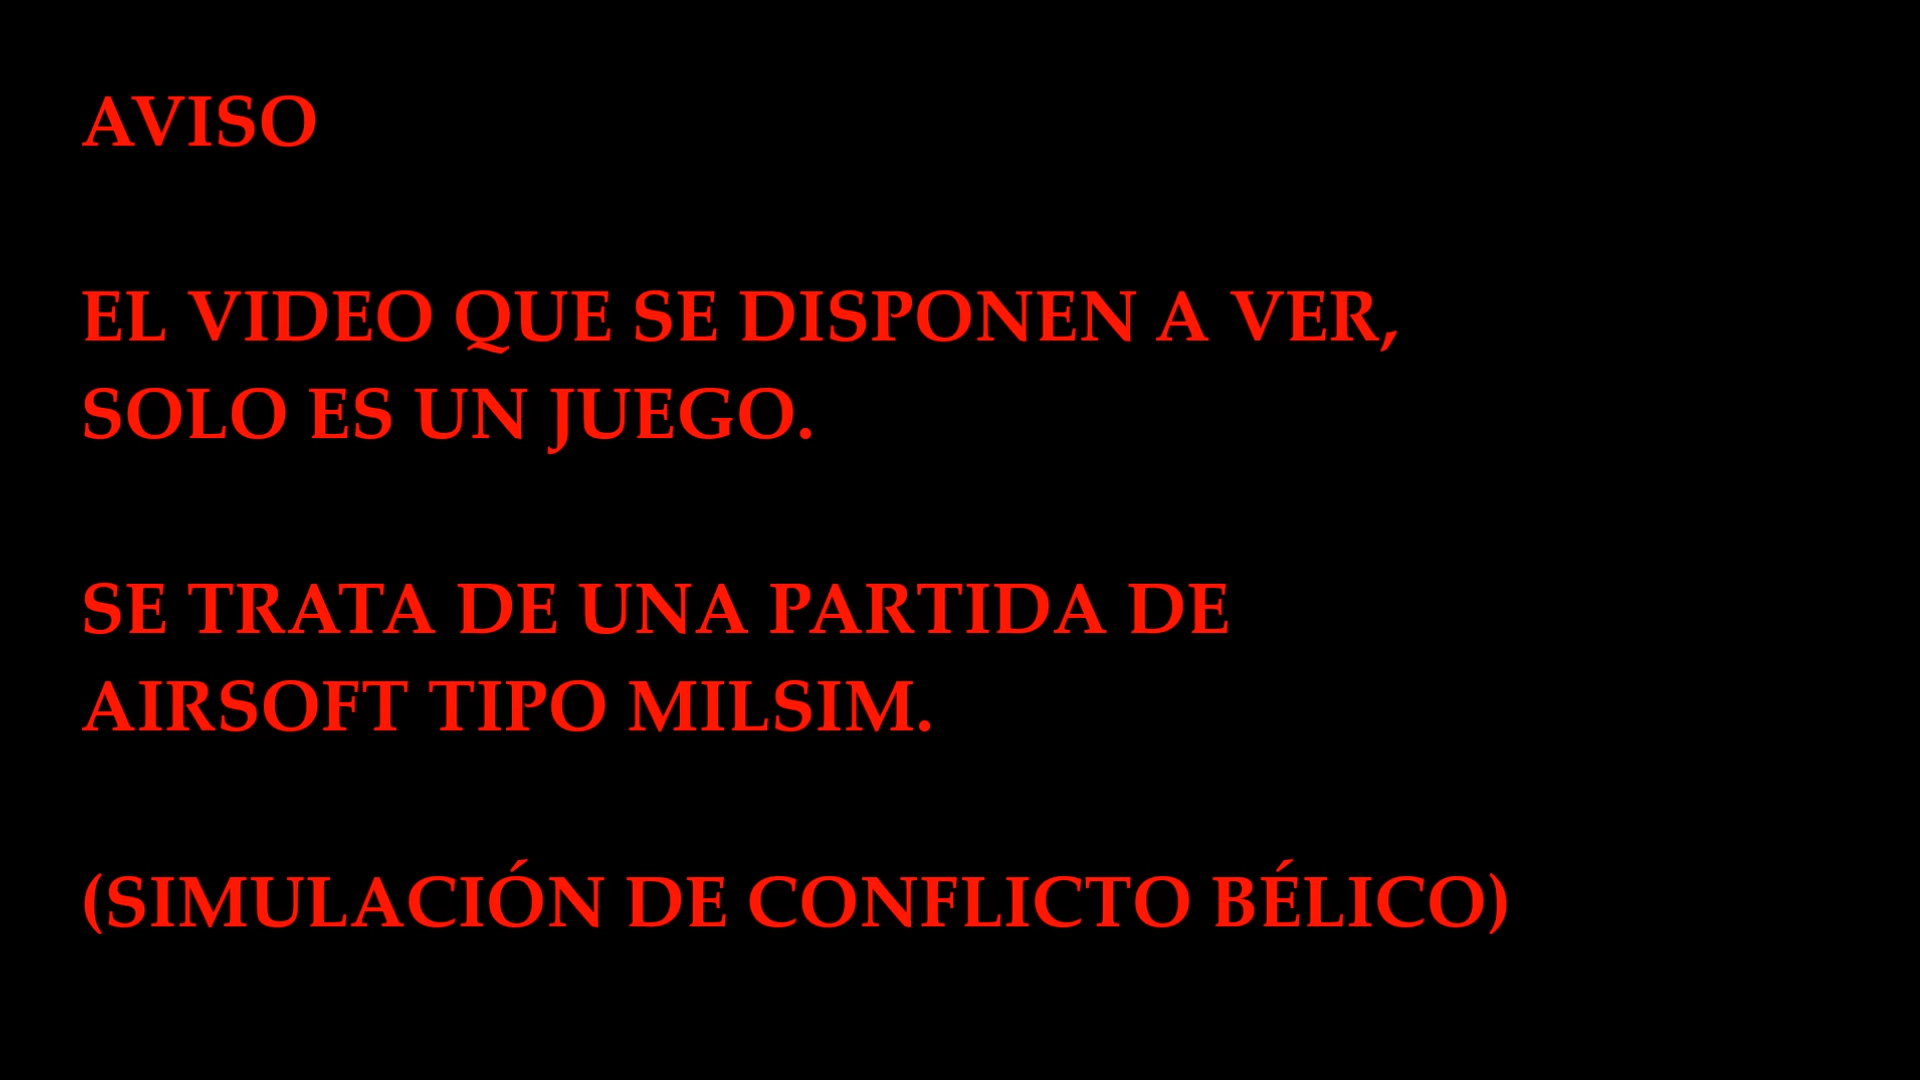 AVISO
EL VIDEO QUE SE DISPONEN A VER,
SOLO ES UN JUEGO.
SE TRATA DE UNA PARTIDA DE
AIRSOFT TIPO MILSIM.
(SIMULACIÓN DE CONFLICTO BÉLICO)